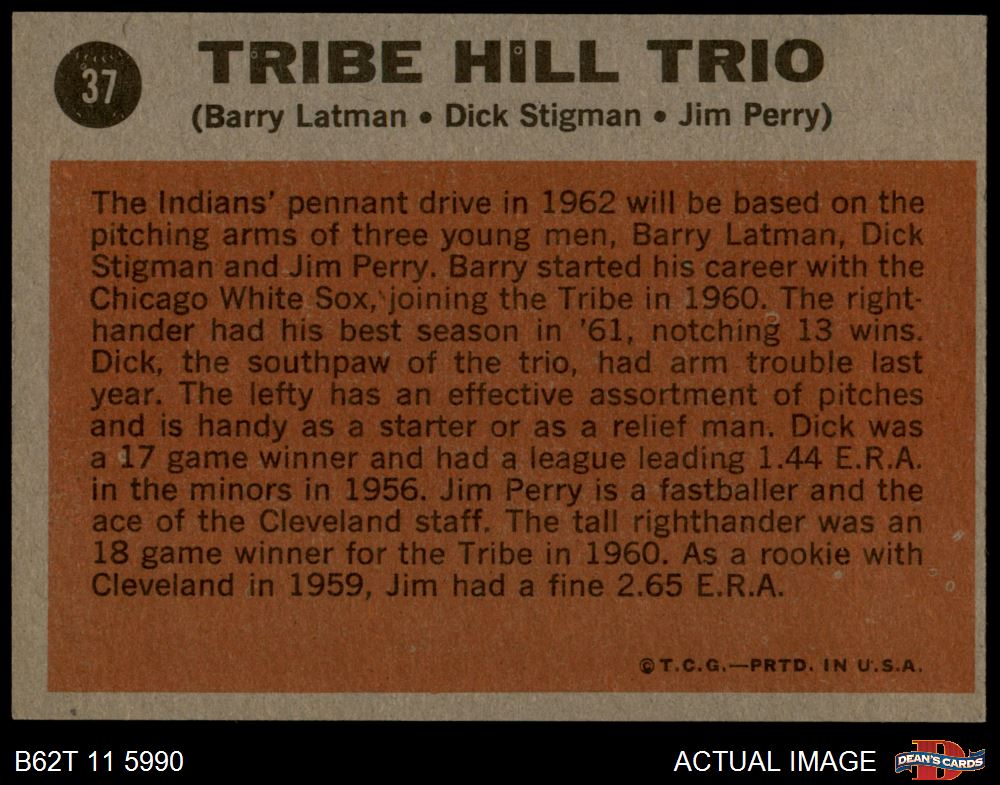 37
TRIBE HILL TRIO
(Barry Latman • Dick Stigman • Jim Perry)
The Indians' pennant drive in 1962 will be based on the
pitching arms of three young men, Barry Latman, Dick
Stigman and Jim Perry. Barry started his career with the
Chicago White Sox, joining the Tribe in 1960. The right-
hander had his best season in '61, notching 13 wins.
Dick, the southpaw of the trio, had arm trouble last
year. The lefty has an effective assortment of pitches
and is handy as a starter or as a relief man. Dick was
a 17 game winner and had a league leading 1.44 E.R.A.
in the minors in 1956. Jim Perry is a fastballer and the
ace of the Cleveland staff. The tall righthander was an
18 game winner for the Tribe in 1960. As a rookie with
Cleveland in 1959, Jim had a fine 2.65 E.R.A.
©T.C.G.—PRTD. IN U.S.A.
B62T 11 5990
ACTUAL IMAGE
D
DEAN'S CARDS